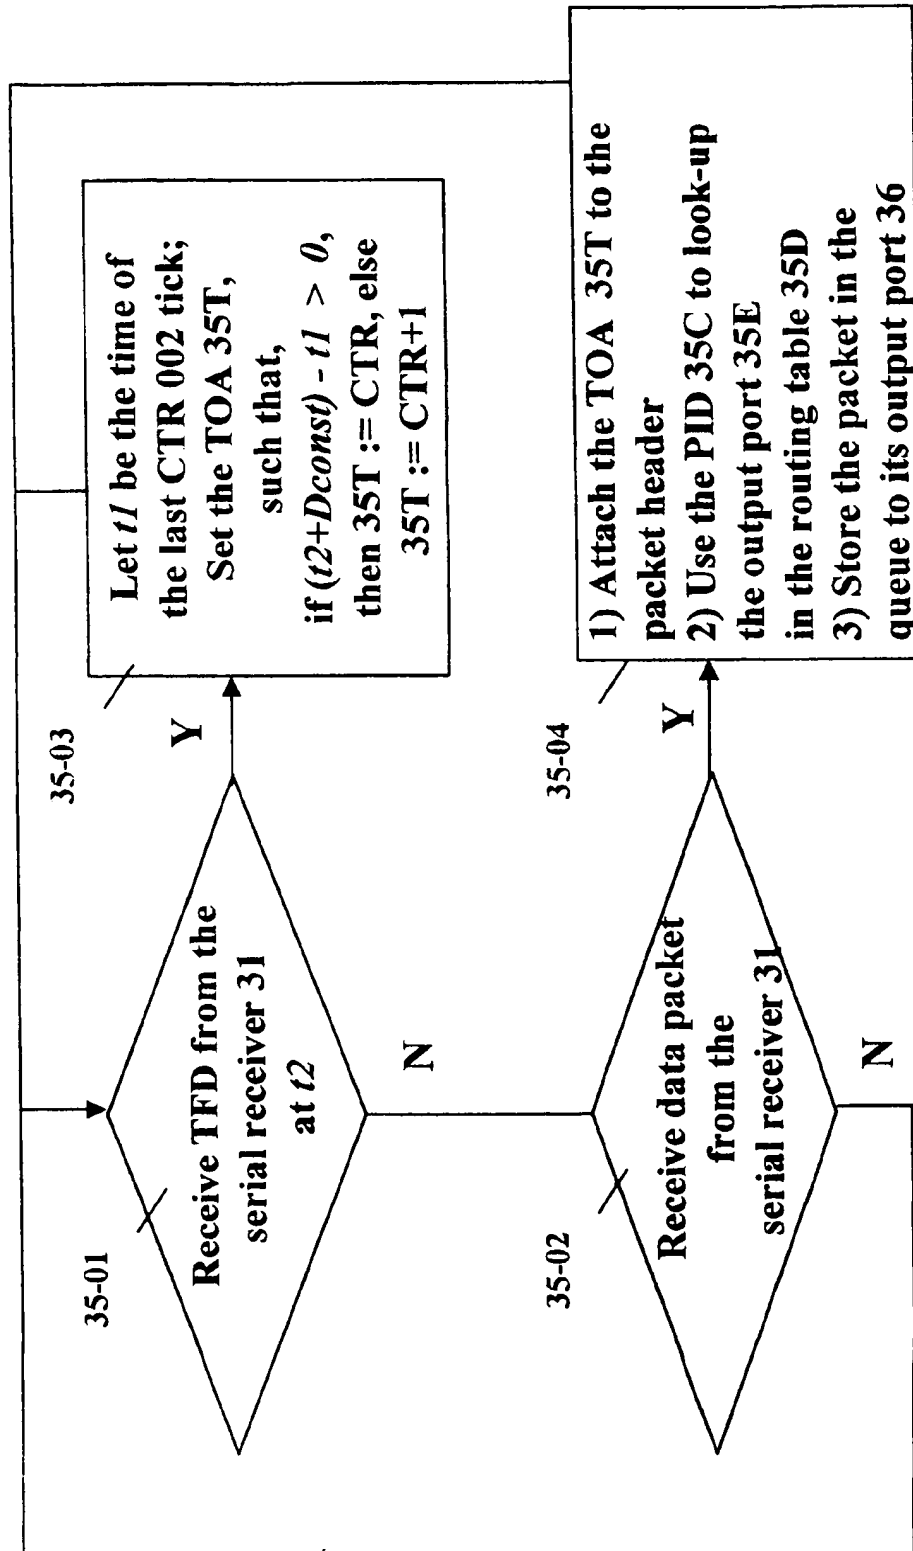 35-01
Receive TFD from the
serial receiver 31
at t2
Y
N
35-03
Let t1 be the time of
the last CTR 002 tick;
Set the TOA 35T,
such that,
if (t2+Dconst) - t1 > 0,
then 35T := CTR, else
35T := CTR+1
35-02
Receive data packet
from the
serial receiver 31
Y
N
35-04
1) Attach the TOA 35T to the
packet header
2) Use the PID 35C to look-up
the output port 35E
in the routing table 35D
3) Store the packet in the
queue to its output port 36